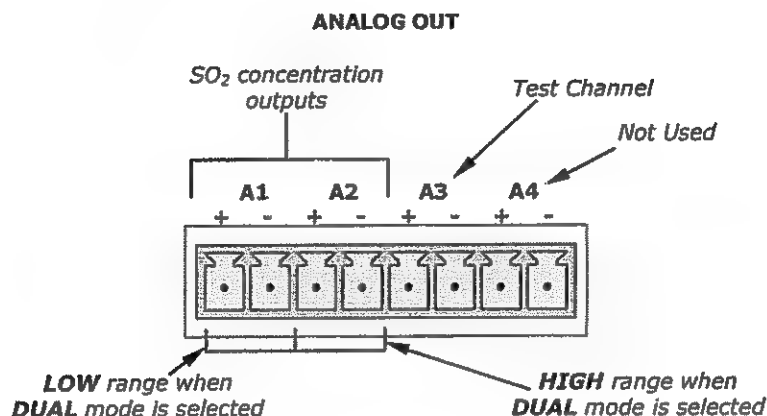 ANALOG OUT
SO₂ concentration
outputs
Test Channel
Not Used
A1 A2 A3 A4
+ - + - + - + -
LOW range when
DUAL mode is selected
HIGH range when
DUAL mode is selected